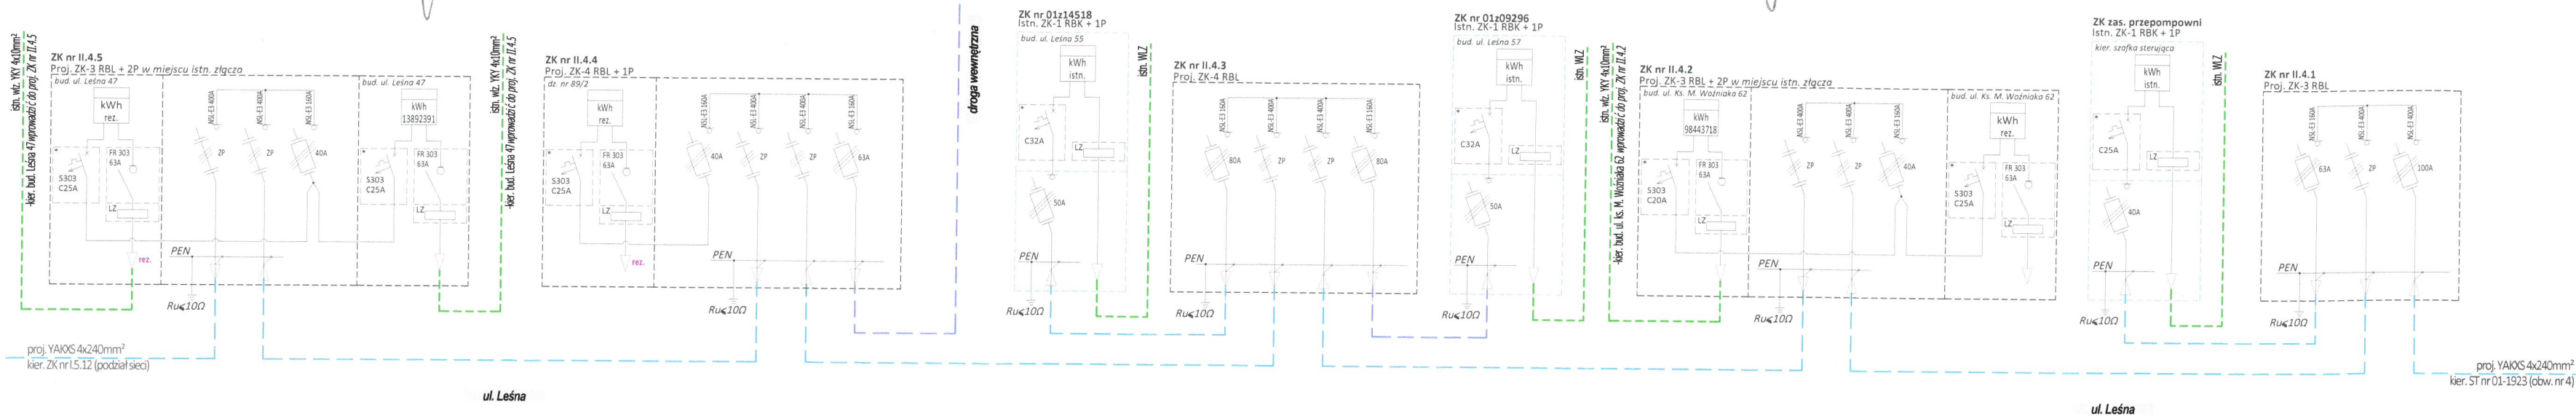 istn. wlz. YKY 4x10mm²
-kier. bud. Leśna 47 wprowadzić do proj. ZK nr II.4.5
ZK nr II.4.5
Proj. ZK-3 RBL + 2P w miejscu istn. złącza
bud. ul. Leśna 47
kWh
rez.
*
S303
C25A
FR 303
63A
LZ
rez.
NSL-E3 400A
NSL-E3 400A
NSL-E3 160A
ZP
ZP
40A
PEN
Ru⩽10Ω
bud. ul. Leśna 47
kWh
13892391
*
S303
C25A
FR 303
63A
LZ
istn. wlz. YKY 4x10mm²
-kier. bud. Leśna 47 wprowadzić do proj. ZK nr II.4.5
proj. YAKXS 4x240mm²
kier. ZK nr I.5.12 (podział sieci)
ZK nr II.4.4
Proj. ZK-4 RBL + 1P
dz. nr 89/2
kWh
rez.
*
S303
C25A
FR 303
63A
LZ
rez.
NSL-E3 160A
NSL-E3 400A
NSL-E3 400A
NSL-E3 160A
40A
ZP
ZP
63A
PEN
Ru⩽10Ω
ul. Leśna
droga wewnętrzna
ZK nr 01z14518
Istn. ZK-1 RBK + 1P
bud. ul. Leśna 55
kWh
istn.
*
C32A
LZ
50A
PEN
Ru⩽10Ω
istn. WLZ
ZK nr II.4.3
Proj. ZK-4 RBL
NSL-E3 160A
NSL-E3 400A
NSL-E3 400A
NSL-E3 160A
80A
ZP
ZP
80A
PEN
Ru⩽10Ω
ZK nr 01z09296
Istn. ZK-1 RBK + 1P
bud. ul. Leśna 57
kWh
istn.
*
C32A
LZ
50A
PEN
Ru⩽10Ω
istn. WLZ
istn. wlz. YKY 4x10mm²
-kier. bud. ul. ks. M. Woźniaka 62 wprowadzić do proj. ZK nr II.4.2
ZK nr II.4.2
Proj. ZK-3 RBL + 2P w miejscu istn. złącza
bud. ul. Ks. M. Woźniaka 62
kWh
98443718
*
S303
C20A
FR 303
63A
LZ
NSL-E3 400A
NSL-E3 400A
NSL-E3 160A
ZP
ZP
40A
PEN
Ru⩽10Ω
bud. ul. Ks. M. Woźniaka 62
kWh
rez.
*
S303
C25A
FR 303
63A
LZ
ZK zas. przepompowni
Istn. ZK-1 RBK + 1P
kier. szafka sterująca
kWh
istn.
*
C25A
LZ
40A
PEN
Ru⩽10Ω
istn. WLZ
ZK nr II.4.1
Proj. ZK-3 RBL
NSL-E3 160A
NSL-E3 400A
NSL-E3 400A
63A
ZP
100A
PEN
Ru⩽10Ω
proj. YAKXS 4x240mm²
kier. ST nr 01-1923 (obw. nr 4)
ul. Leśna